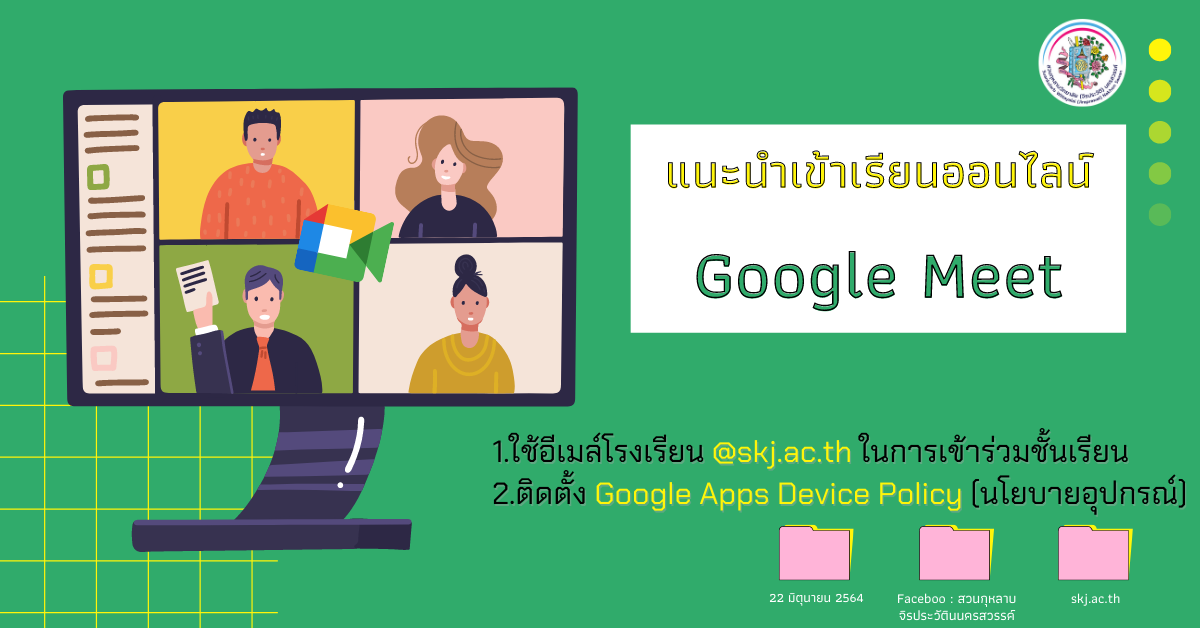 แนะนำเข้าเรียนออนไลน์
Google Meet
1.ใช้อีเมล์โรงเรียน @skj.ac.th ในการเข้าร่วมชั้นเรียน
2.ติดตั้ง Google Apps Device Policy (นโยบายอุปกรณ์)
22 มิถุนายน 2564
Faceboo : สวนกุหลาบ
จิรประวัตินนครสวรรค์
skj.ac.th